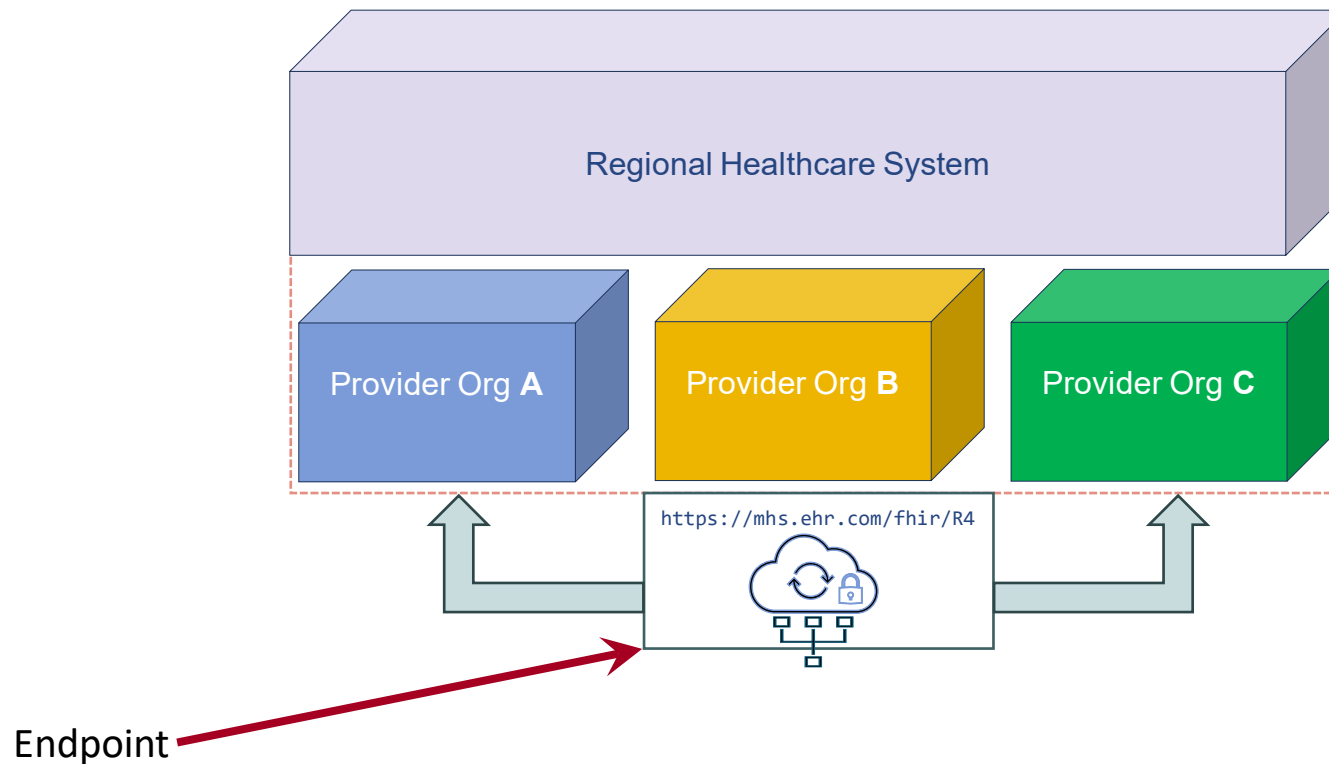 Regional Healthcare System
Provider Org A
Provider Org B
Provider Org C
https://mhs.ehr.com/fhir/R4
Endpoint